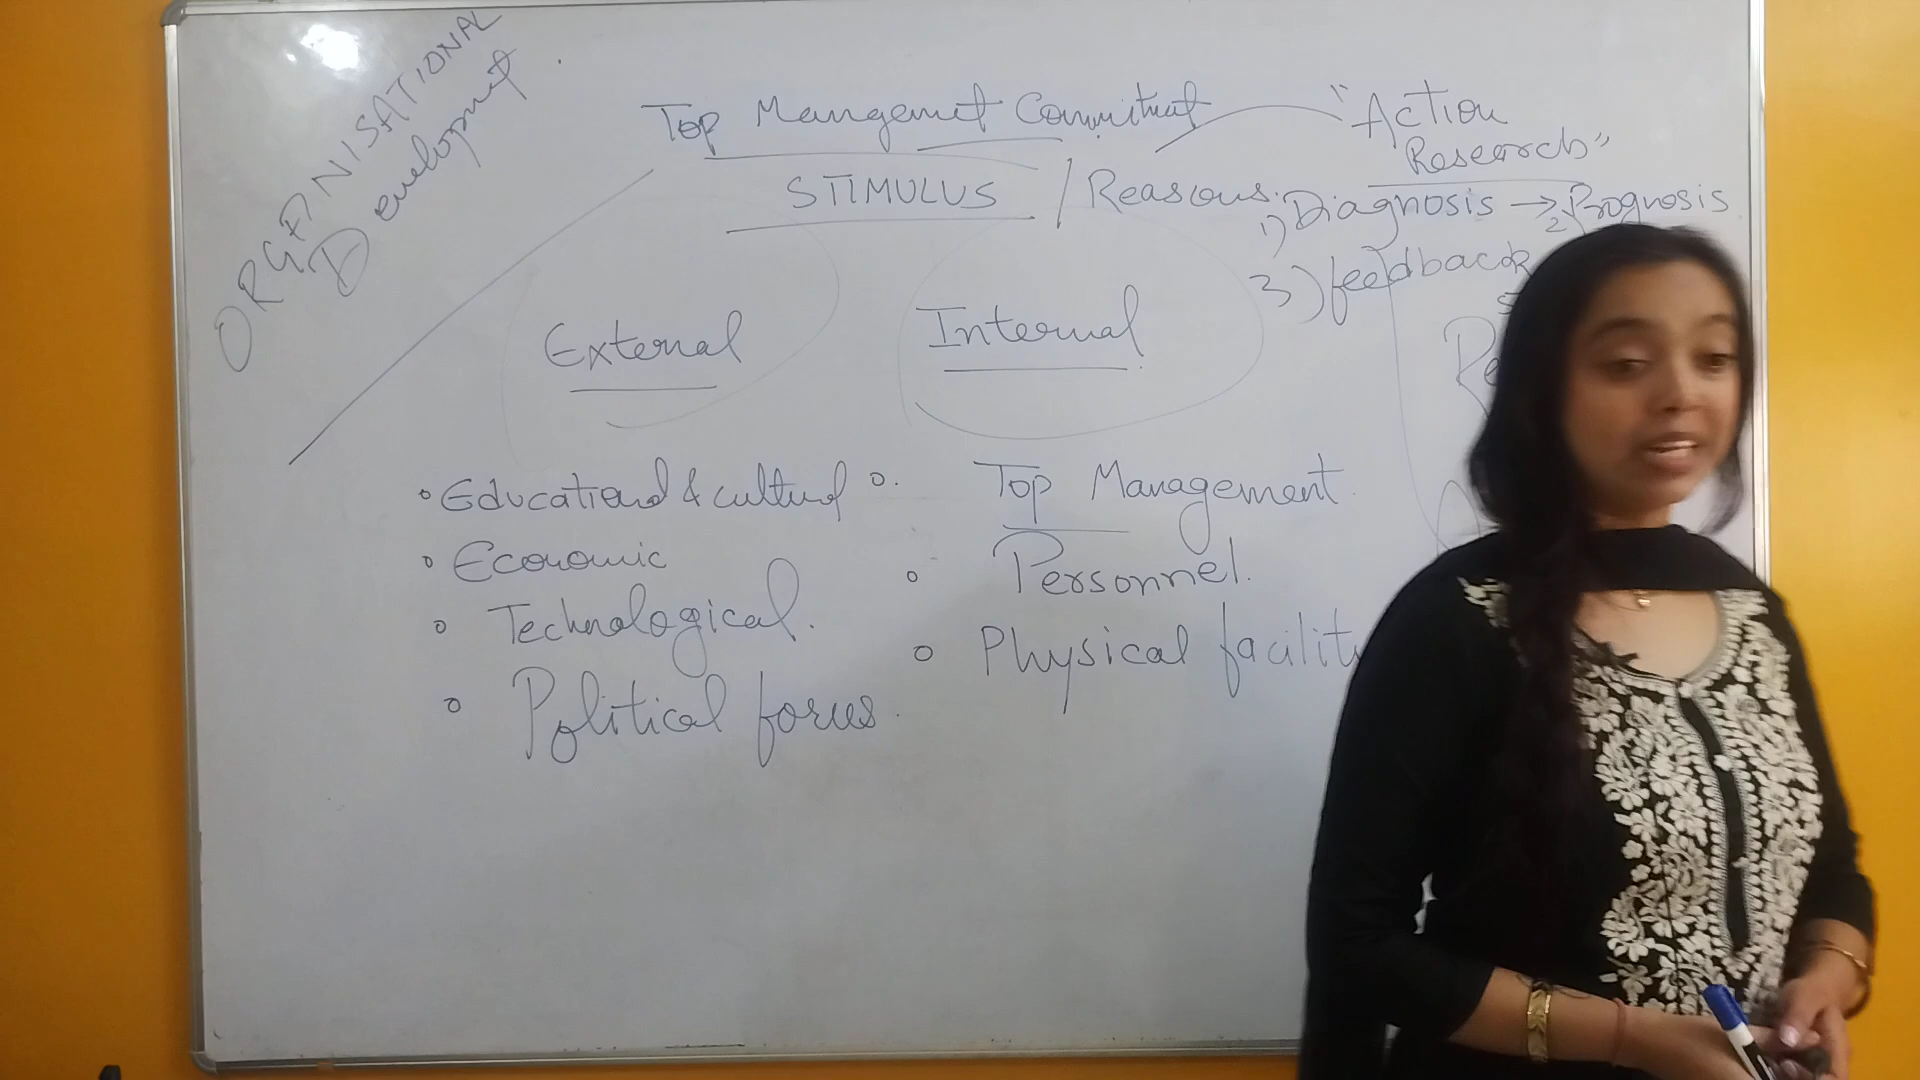 ORGANISATIONAL
Development
Top Management Commitment
"Action
Research"
STIMULUS / Reasons.
1) Diagnosis → 2) Prognosis
3) feedback
External
Internal
• Educational & cultural
• Economic
• Technological.
• Political forces.
• Top Management.
• Personnel.
• Physical